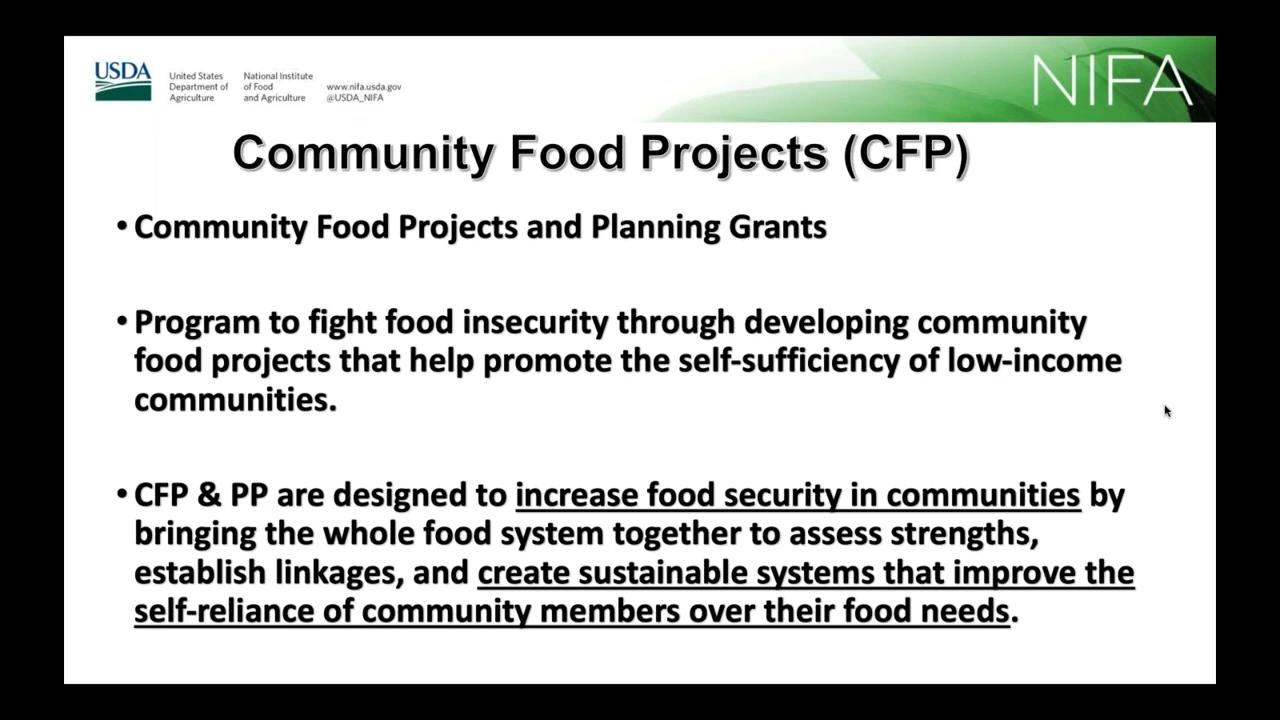 USDA
United States
Department of
Agriculture
National Institute
of Food
and Agriculture
www.nifa.usda.gov
@USDA_NIFA
NIFA
Community Food Projects (CFP)
• Community Food Projects and Planning Grants
• Program to fight food insecurity through developing community
food projects that help promote the self-sufficiency of low-income
communities.
• CFP & PP are designed to increase food security in communities by
bringing the whole food system together to assess strengths,
establish linkages, and create sustainable systems that improve the
self-reliance of community members over their food needs.